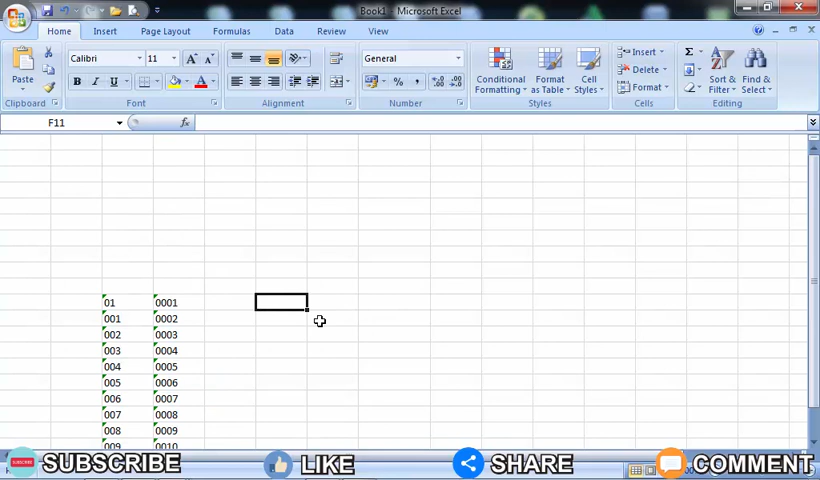 Book1 - Microsoft Excel
Home Insert Page Layout Formulas Data Review View
Paste
Calibri 11
B I U
General
Conditional Formatting
Format as Table
Cell Styles
Insert
Delete
Format
Sort & Filter
Find & Select
Clipboard Font Alignment Number Styles Cells Editing
F11 fx
01 0001
001 0002
002 0003
003 0004
004 0005
005 0006
006 0007
007 0008
008 0009
009 0010
SUBSCRIBE LIKE SHARE COMMENT